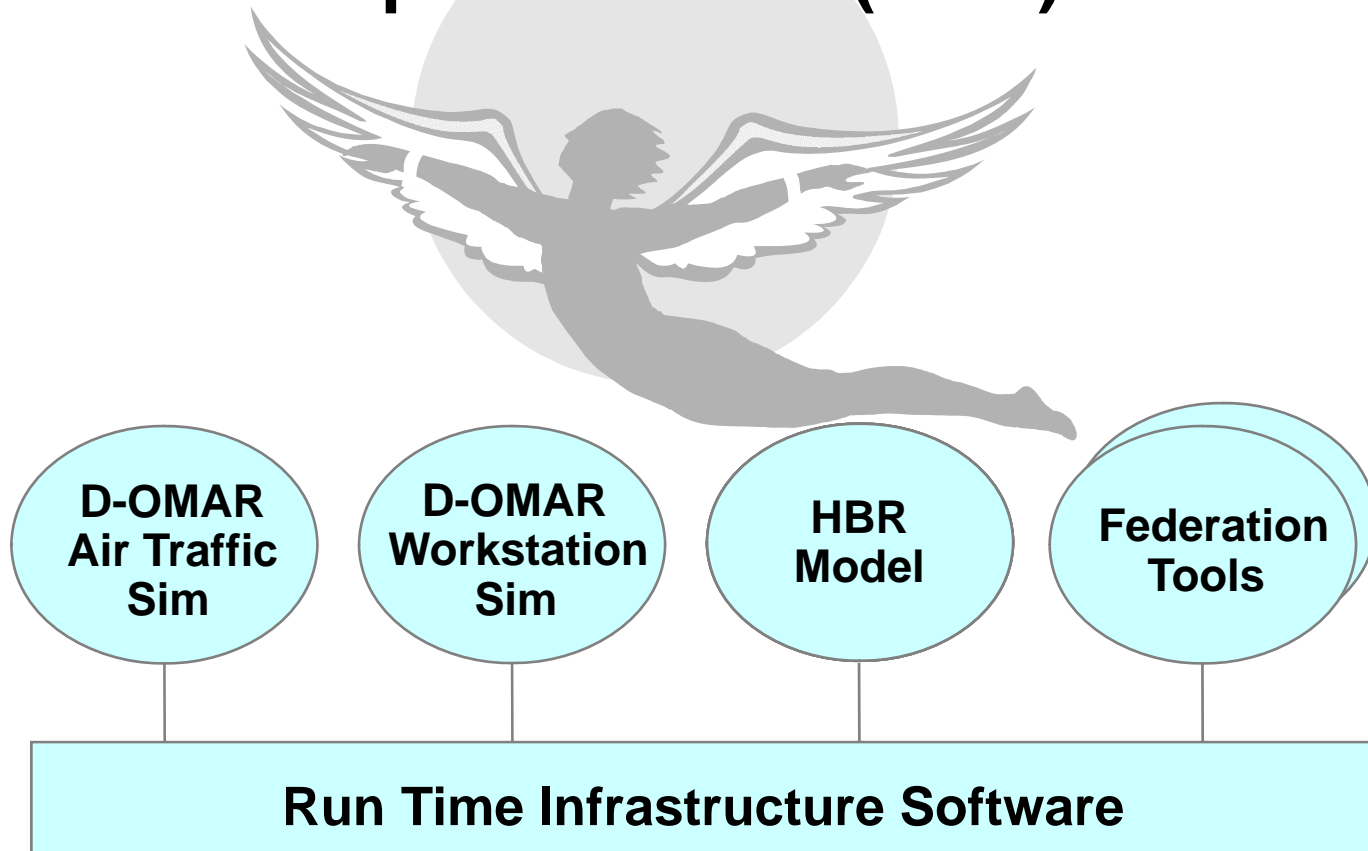 D-OMAR
Air Traffic
Sim
D-OMAR
Workstation
Sim
HBR
Model
Federation
Tools
Run Time Infrastructure Software